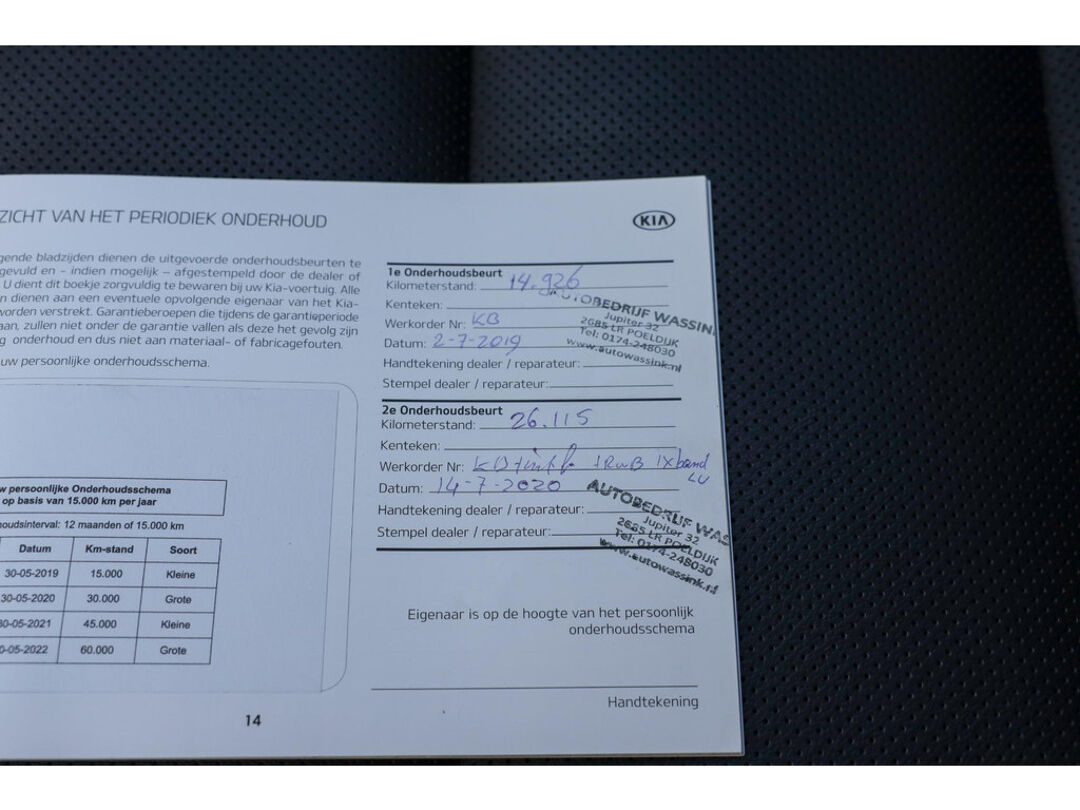 ZICHT VAN HET PERIODIEK ONDERHOUD
KIA
gende bladzijden dienen de uitgevoerde onderhoudsbeurten te
gevuld en - indien mogelijk – afgestempeld door de dealer of
U dient dit boekje zorgvuldig te bewaren bij uw Kia-voertuig. Alle
n dienen aan een eventuele opvolgende eigenaar van het Kia-
worden verstrekt. Garantieberoepen die tijdens de garantieperiode
aan, zullen niet onder de garantie vallen als deze het gevolg zijn
g onderhoud en dus niet aan materiaal- of fabricagefouten.
uw persoonlijke onderhoudsschema.
w persoonlijke Onderhoudsschema
op basis van 15.000 km per jaar
houdsinterval: 12 maanden of 15.000 km
Datum Km-stand Soort
30-05-2019 15.000 Kleine
30-05-2020 30.000 Grote
30-05-2021 45.000 Kleine
0-05-2022 60.000 Grote
14
1e Onderhoudsbeurt
Kilometerstand: 14.926
Kenteken:
Werkorder Nr: KB
Datum: 2-7-2019
Handtekening dealer / reparateur:
Stempel dealer / reparateur:
AUTOBEDRIJF WASSIN
Jupiter 32
2685 LR POELDIJK
Tel: 0174-248030
www.autowassink.nl
2e Onderhoudsbeurt
Kilometerstand: 26.115
Kenteken:
Werkorder Nr: 1x band
Datum: 14-7-2020
Handtekening dealer / reparateur:
Stempel dealer / reparateur:
AUTOBEDRIJF WAS
Jupiter 32
2685 LR POELDIJK
Tel: 0174-248030
www.autowassink.nl
Eigenaar is op de hoogte van het persoonlijk
onderhoudsschema
Handtekening